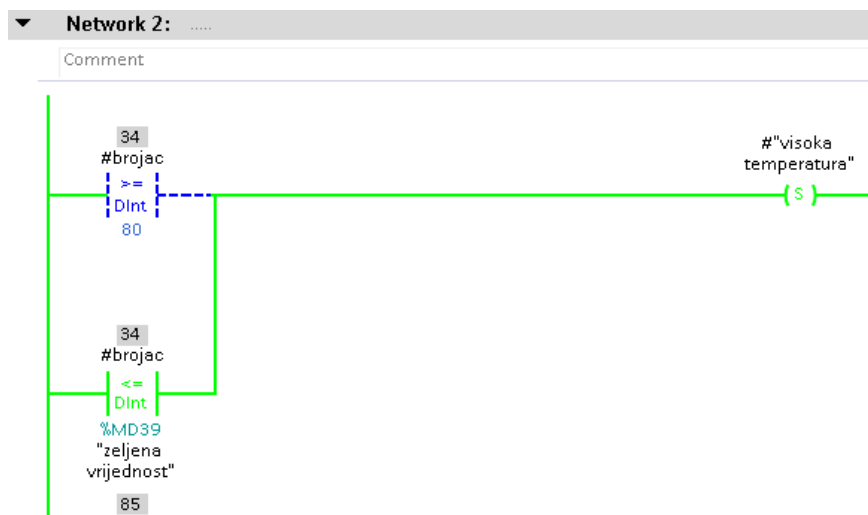 Network 2: .....
Comment
34
#brojac
>=
DInt
80
#"visoka
temperatura"
S
34
#brojac
<=
DInt
%MD39
"zeljena
vrijednost"
85